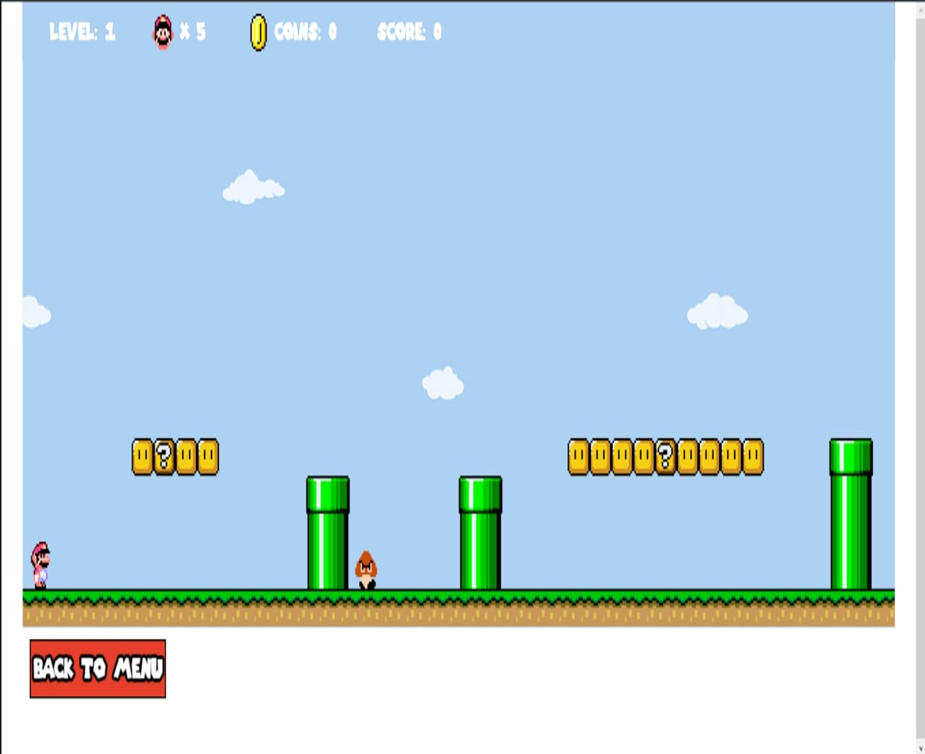 LEVEL: 1 X 5 COINS: 0 SCORE: 0
? ?
BACK TO MENU